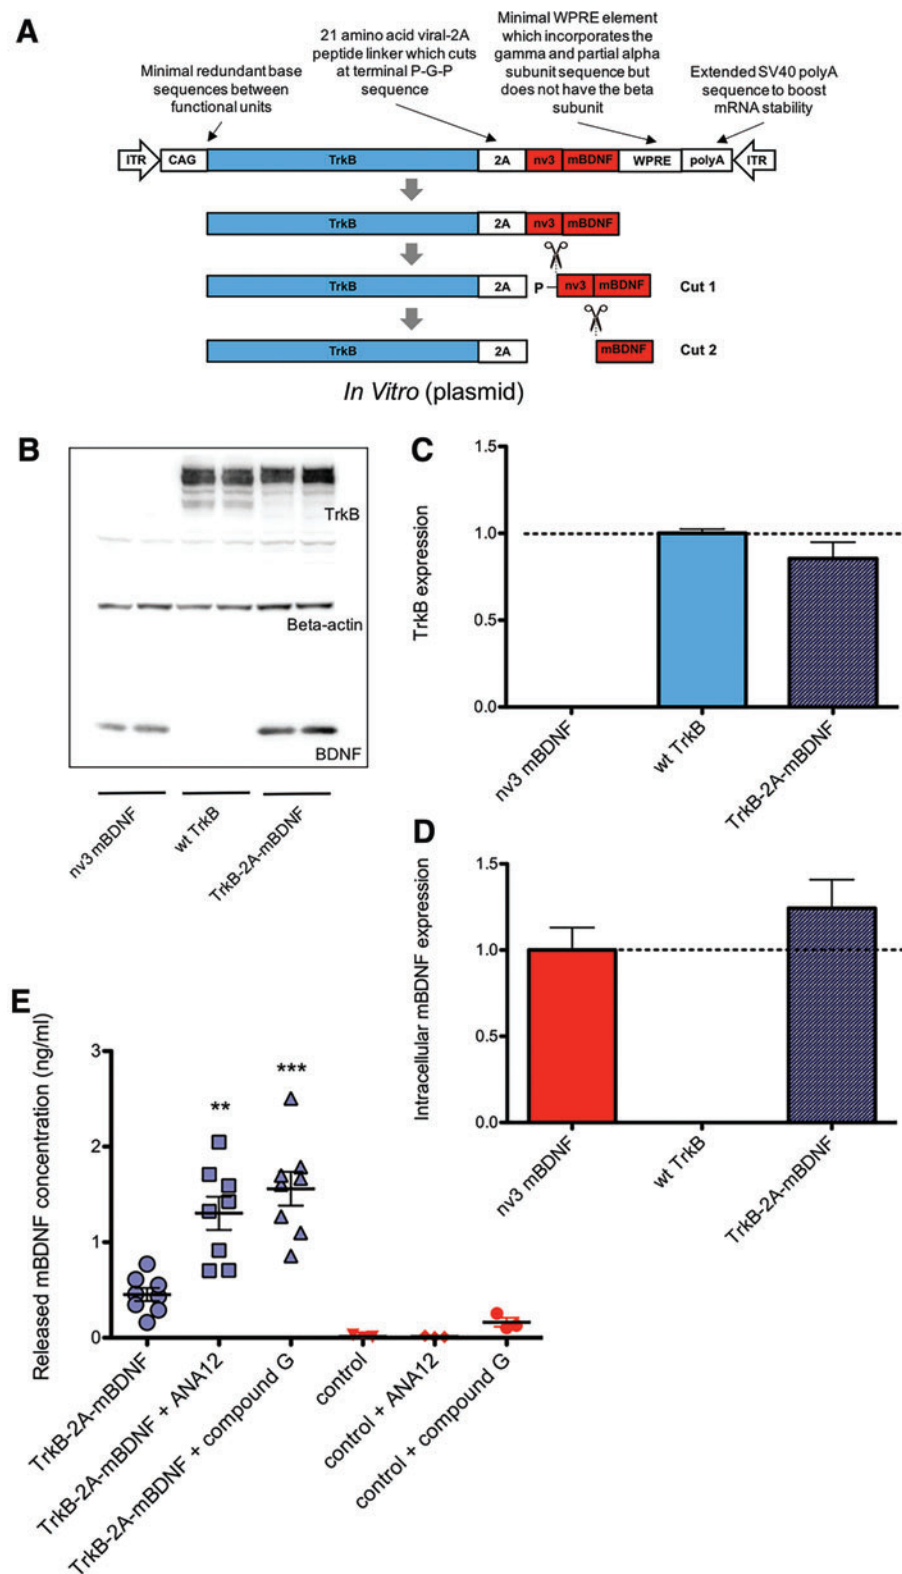 A
Minimal redundant base
sequences between
functional units
21 amino acid viral-2A
peptide linker which cuts
at terminal P-G-P
sequence
Minimal WPRE element
which incorporates the
gamma and partial alpha
subunit sequence but
does not have the beta
subunit
Extended SV40 polyA
sequence to boost
mRNA stability
ITR CAG TrkB 2A nv3 mBDNF WPRE polyA ITR
TrkB 2A nv3 mBDNF
TrkB 2A P nv3 mBDNF Cut 1
TrkB 2A mBDNF Cut 2
In Vitro (plasmid)
B
TrkB
Beta-actin
BDNF
nv3 mBDNF
wt TrkB
TrkB-2A-mBDNF
C
TrkB expression
1.5
1.0
0.5
0.0
nv3 mBDNF
wt TrkB
TrkB-2A-mBDNF
D
Intracellular mBDNF expression
1.5
1.0
0.5
0.0
nv3 mBDNF
wt TrkB
TrkB-2A-mBDNF
E
Released mBDNF concentration (ng/ml)
3
2
1
0
**
***
TrkB-2A-mBDNF
TrkB-2A-mBDNF + ANA12
TrkB-2A-mBDNF + compound G
control
control + ANA12
control + compound G